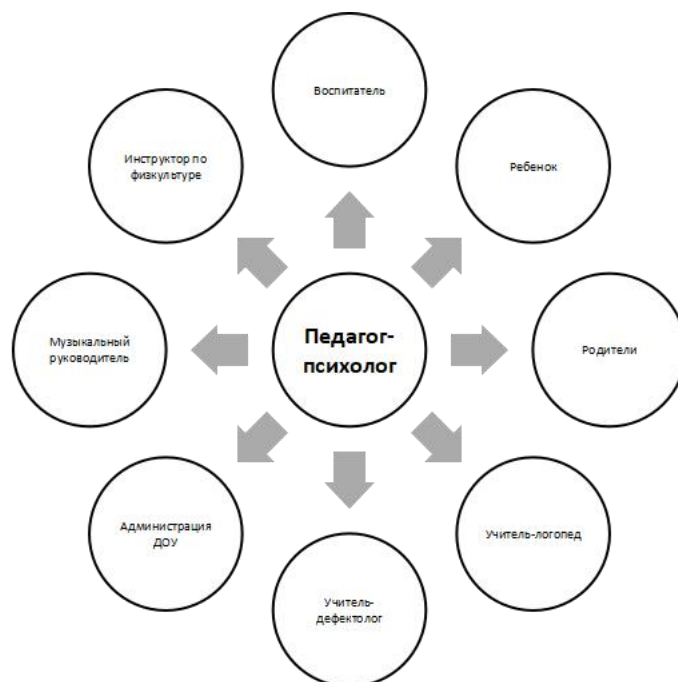 Воспитатель
Инструктор по
физкультуре
Ребенок
Музыкальный
руководитель
Педагог-
психолог
Родители
Администрация
ДОУ
Учитель-логопед
Учитель-
дефектолог